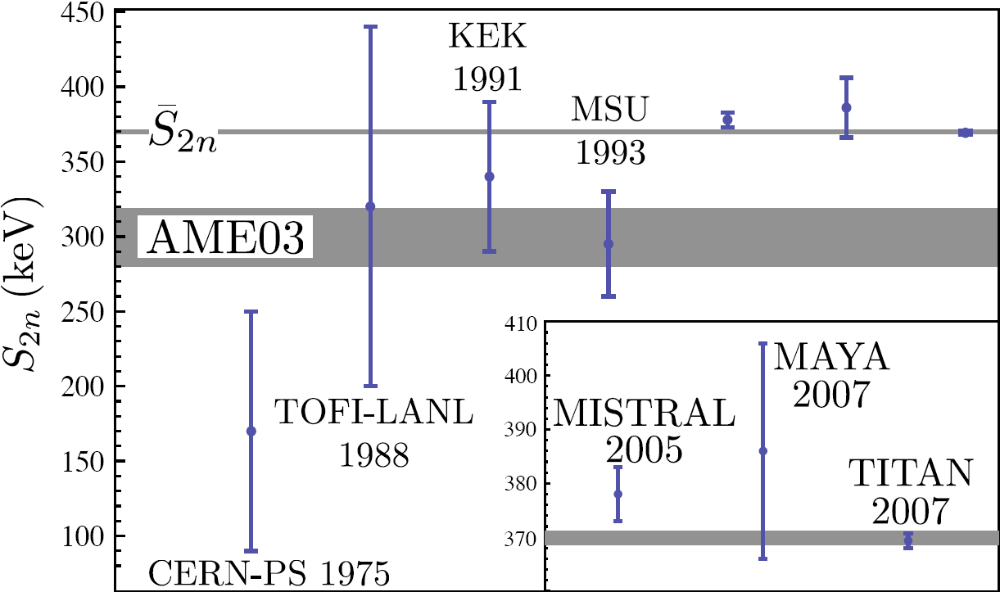 S2n (keV)
450
400
350
300
250
200
150
100
S̄2n
AME03
KEK
1991
MSU
1993
TOFI-LANL
1988
CERN-PS 1975
410
400
390
380
370
MISTRAL
2005
MAYA
2007
TITAN
2007